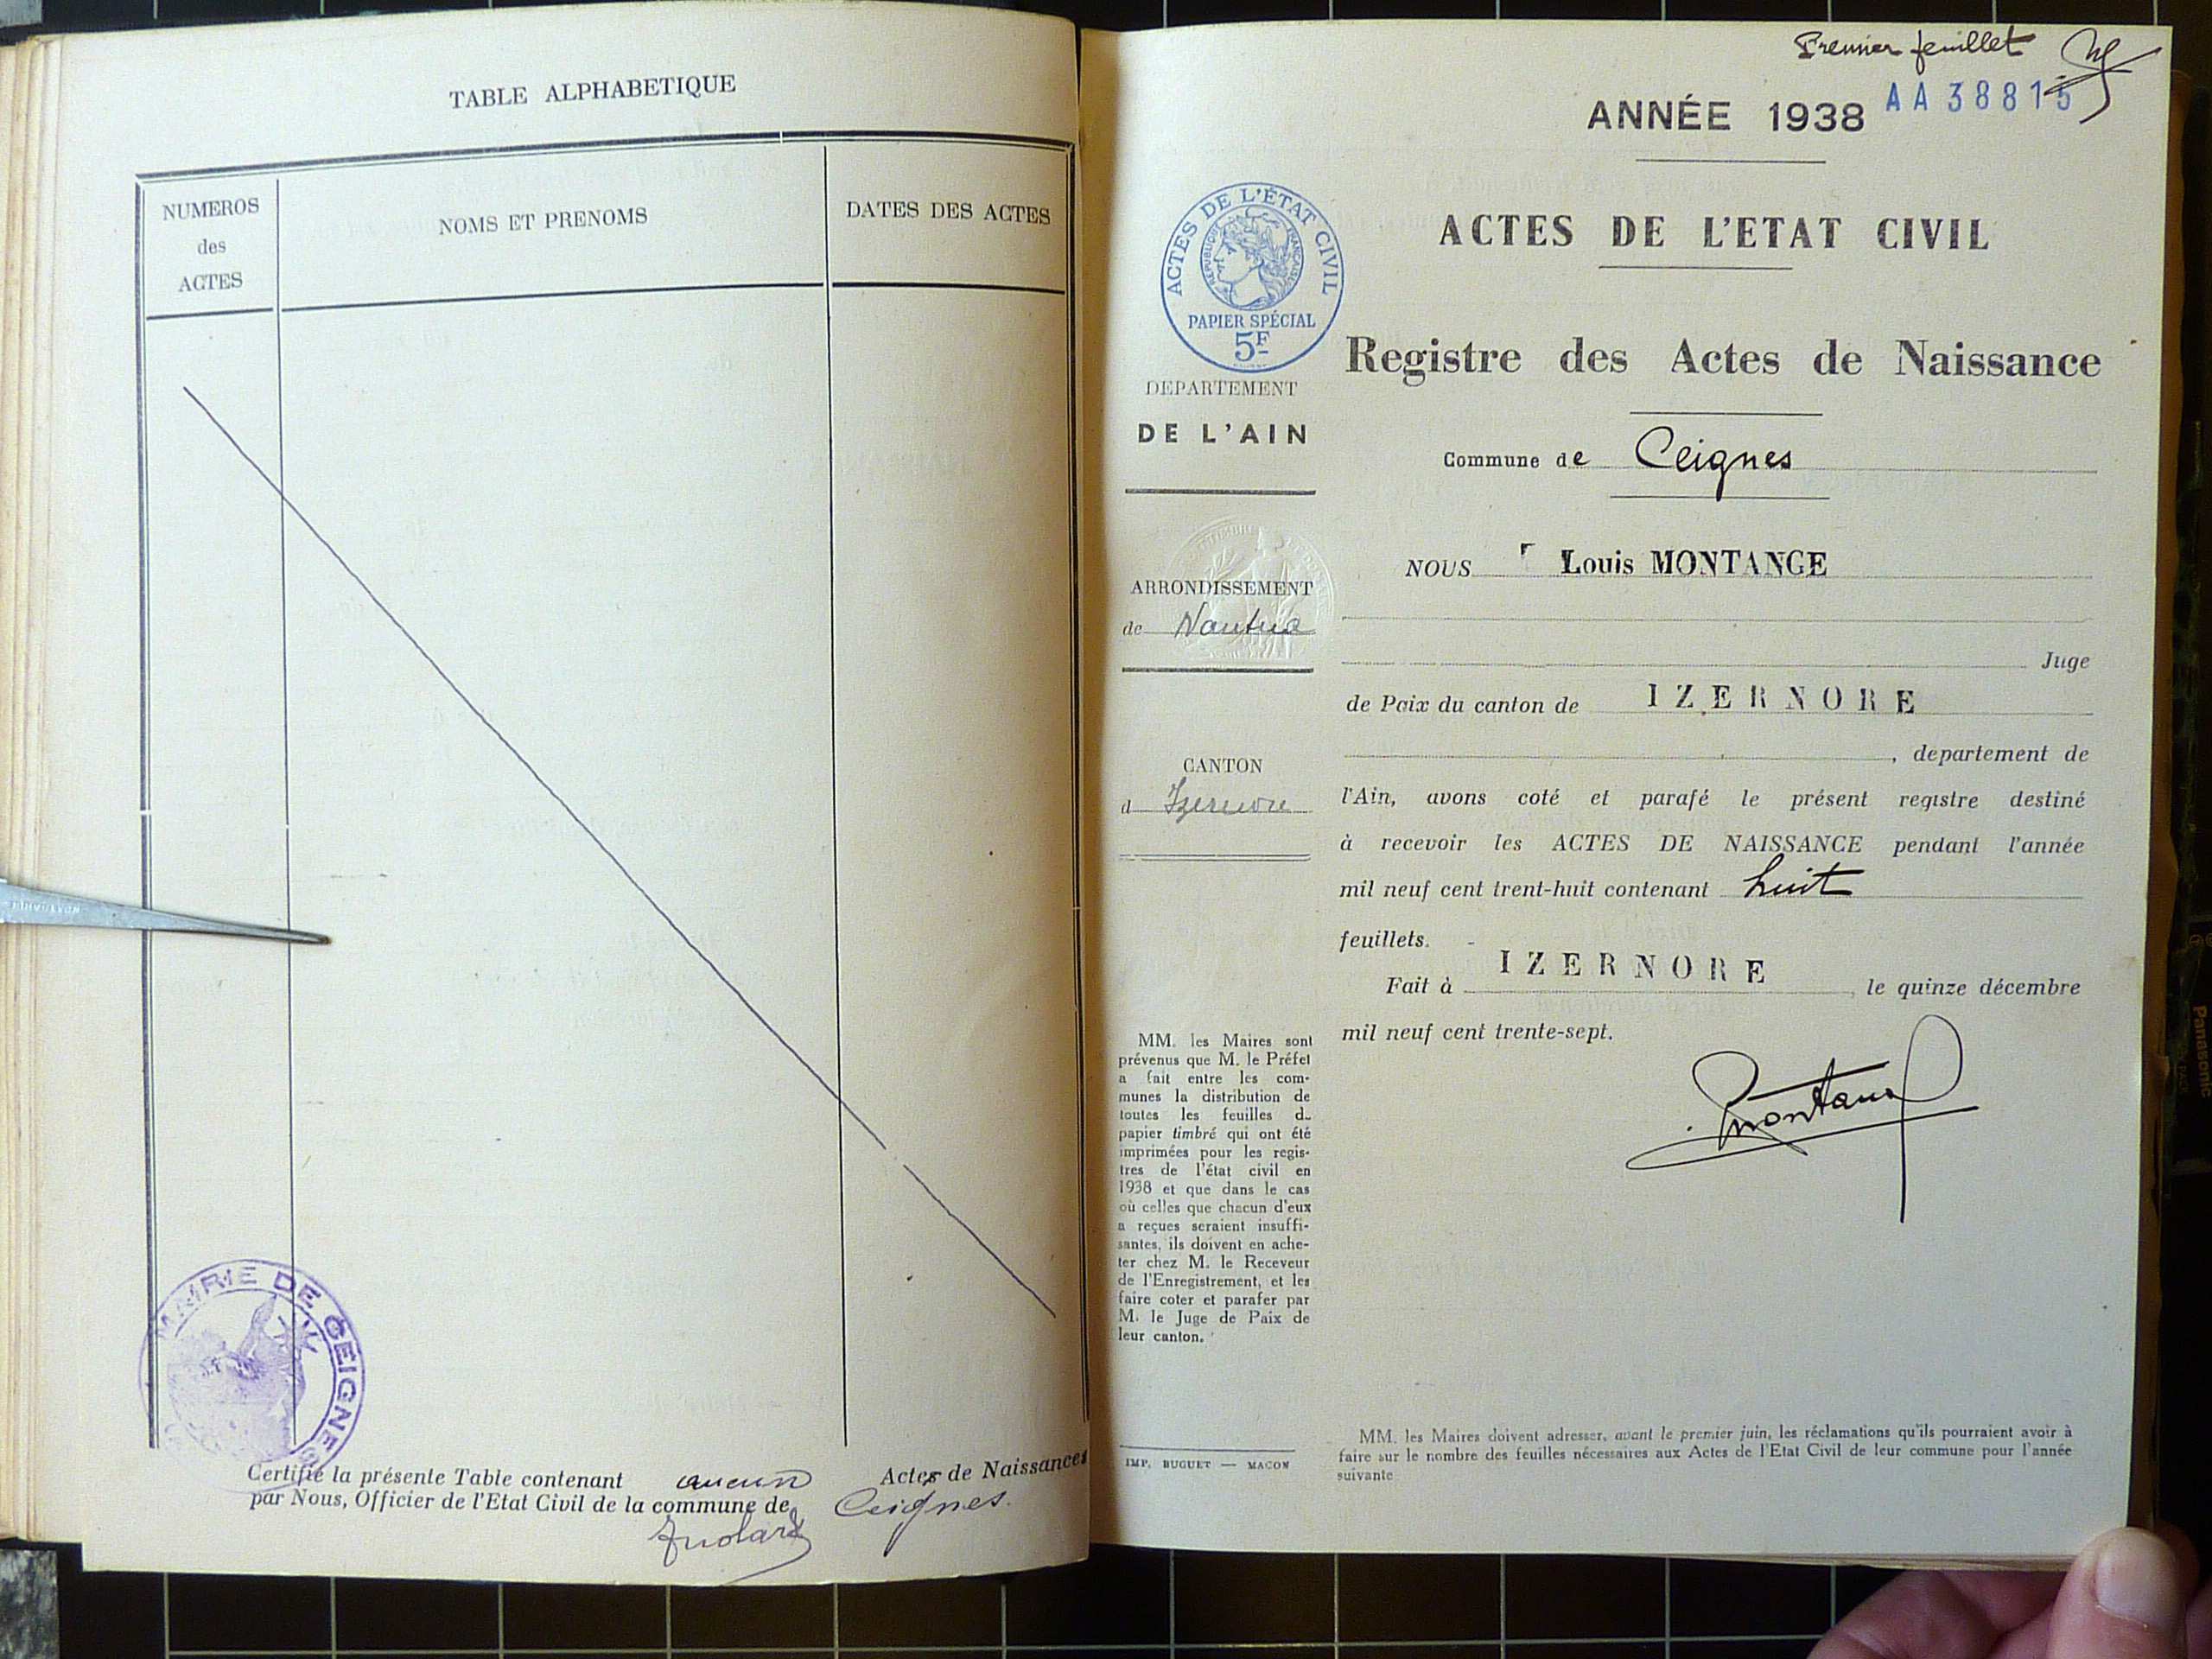 TABLE ALPHABETIQUE
NUMEROS
des
ACTES
NOMS ET PRENOMS
DATES DES ACTES
MAIRIE DE CEIGNES
Certifié la présente Table contenant aucun Actes de Naissances
par Nous, Officier de l'Etat Civil de la commune de Ceignes.
Premier feuillet
AA 38815
ANNÉE 1938
ACTES DE L'ÉTAT CIVIL
RÉPUBLIQUE FRANÇAISE
PAPIER SPÉCIAL
5F
ACTES DE L'ETAT CIVIL
Registre des Actes de Naissance
DEPARTEMENT
DE L'AIN
Commune de Ceignes
ARRONDISSEMENT
de Nantua
CANTON
d Izernore
NOUS Louis MONTANGE
Juge
de Paix du canton de IZERNORE
, departement de
l'Ain, avons coté et parafé le présent registre destiné
à recevoir les ACTES DE NAISSANCE pendant l'année
mil neuf cent trent-huit contenant huit
feuillets.
Fait à IZERNORE, le quinze décembre
mil neuf cent trente-sept.
Montange
MM. les Maires sont
prévenus que M. le Préfet
a fait entre les com-
munes la distribution de
toutes les feuilles d
papier timbré qui ont été
imprimées pour les regis-
tres de l'état civil en
1938 et que dans le cas
où celles que chacun d'eux
a reçues seraient insuffi-
santes, ils doivent en ache-
ter chez M. le Receveur
de l'Enregistrement, et les
faire coter et parafer par
M. le Juge de Paix de
leur canton.
IMP. BUGUET — MACON
MM. les Maires doivent adresser, avant le premier juin, les réclamations qu'ils pourraient avoir à
faire sur le nombre des feuilles nécessaires aux Actes de l'Etat Civil de leur commune pour l'année
suivante
Panasonic